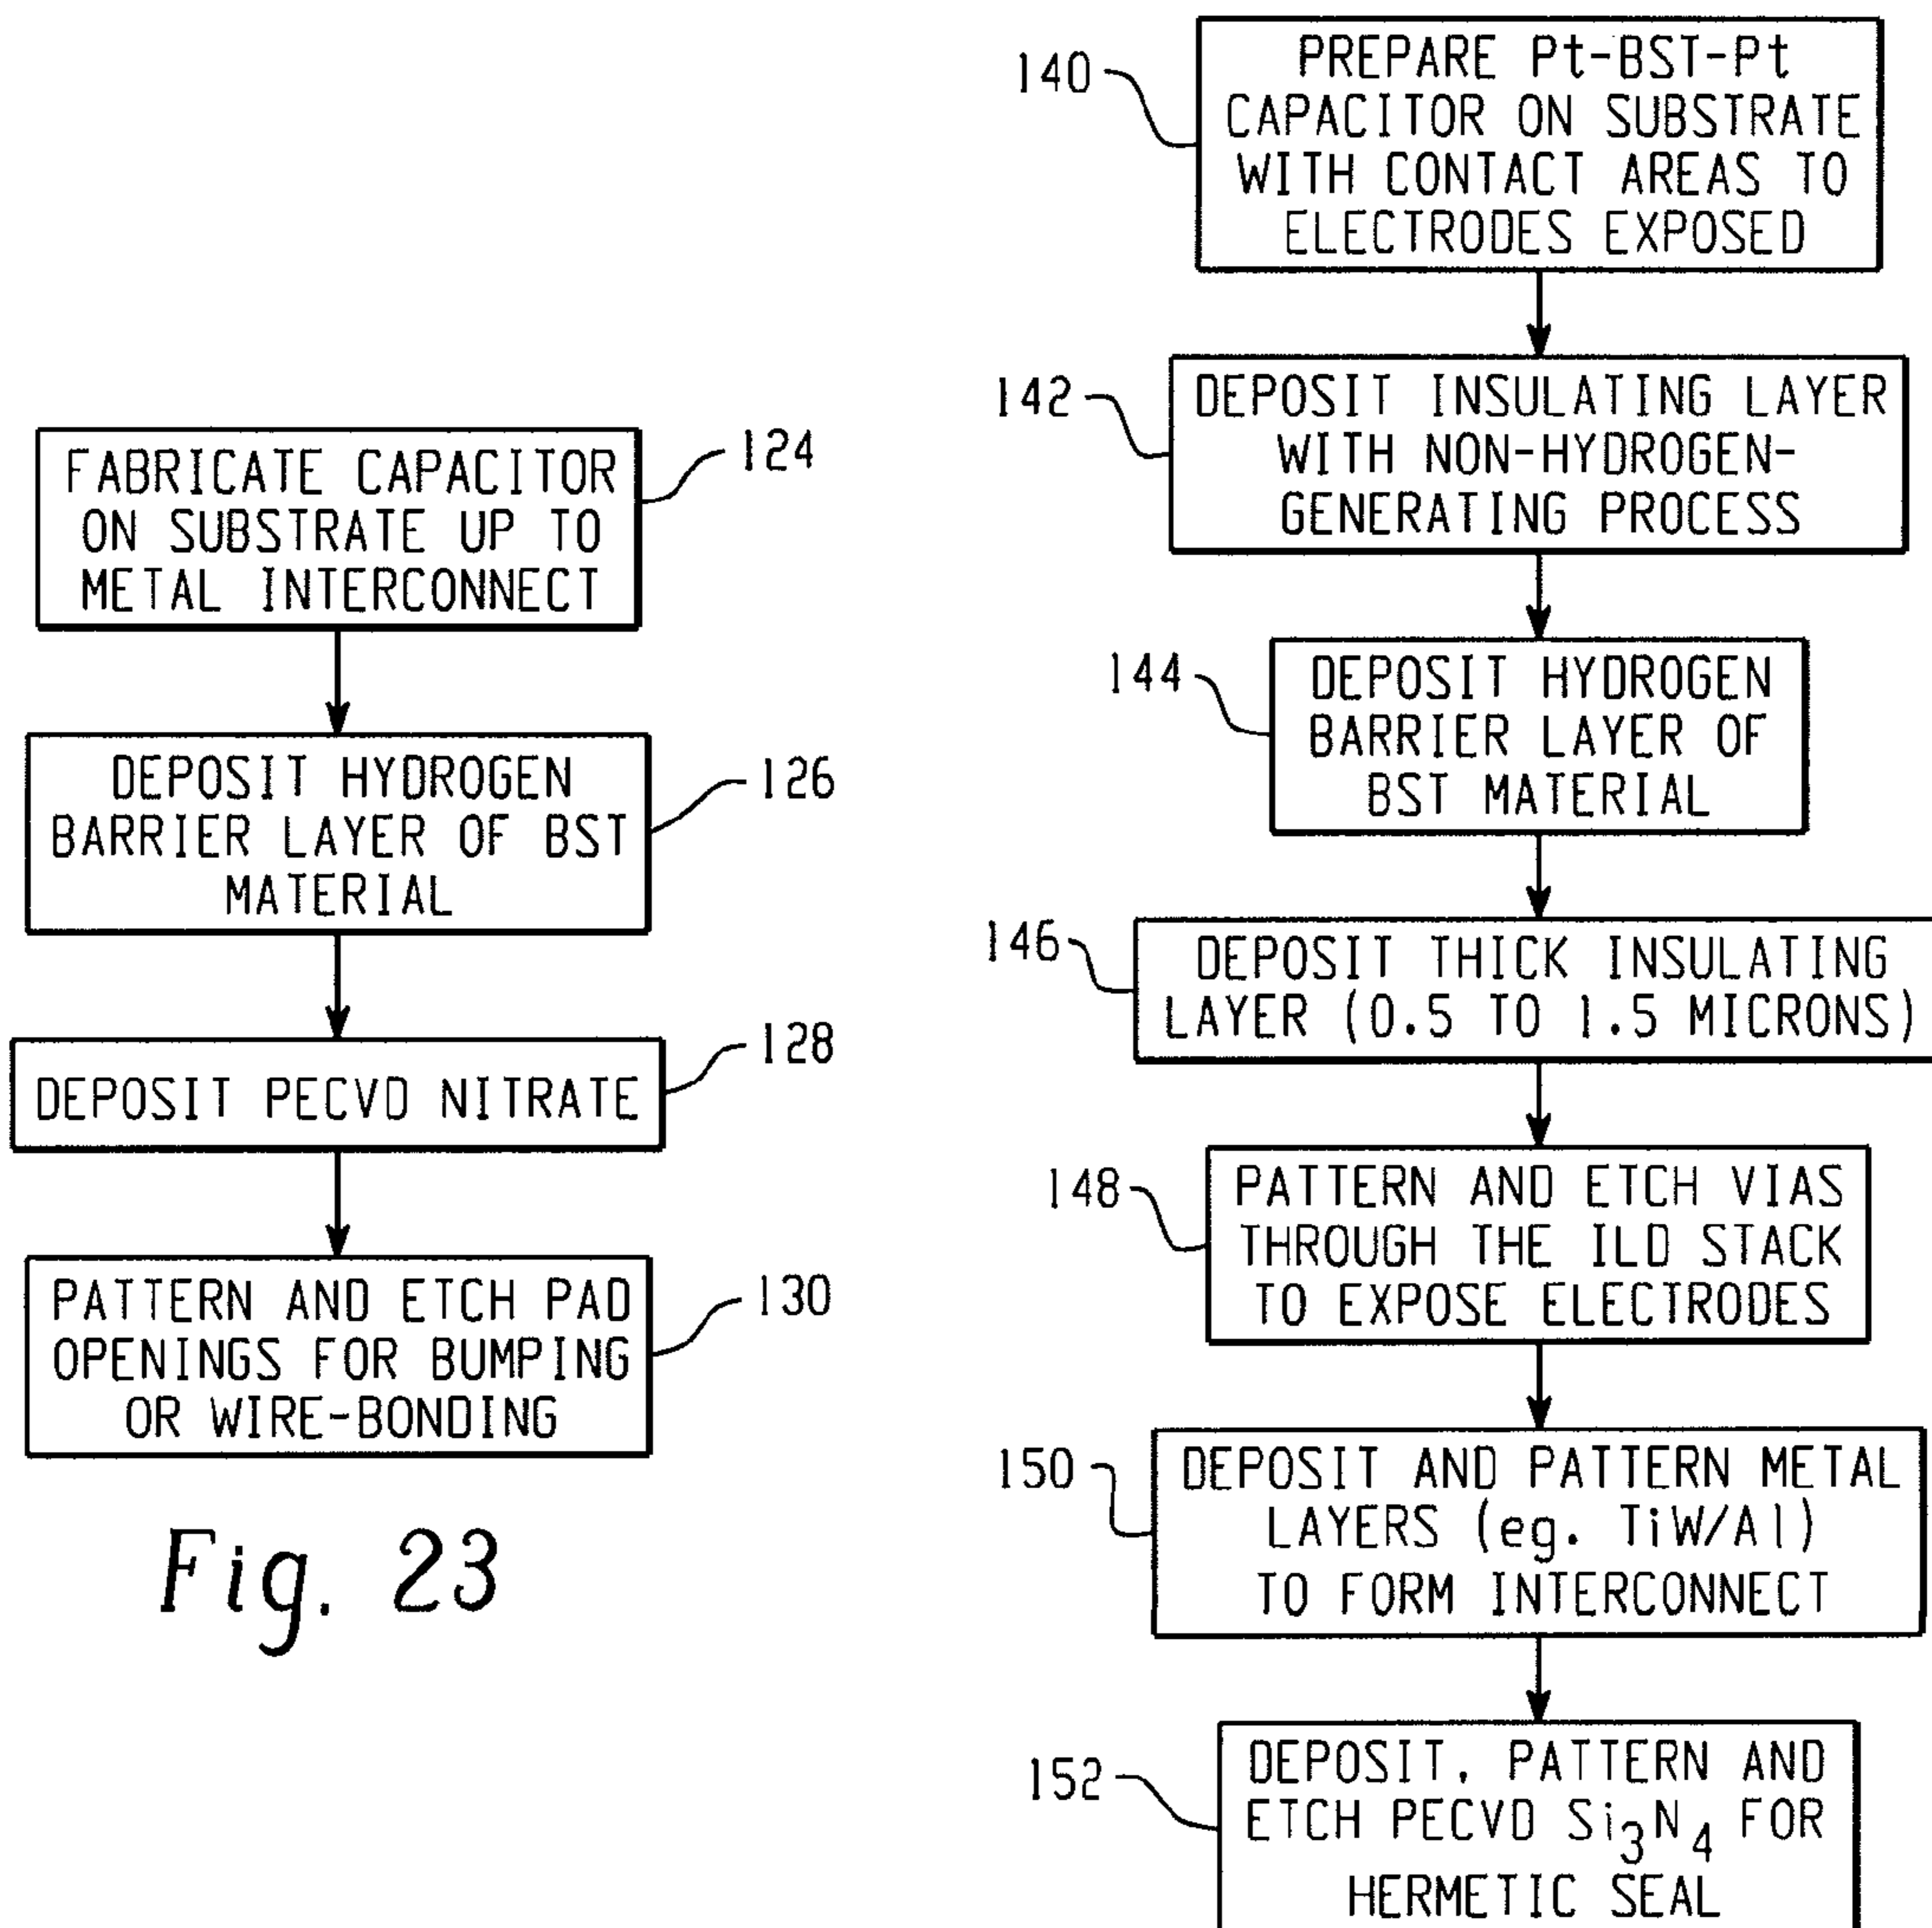 124
FABRICATE CAPACITOR
ON SUBSTRATE UP TO
METAL INTERCONNECT
126
DEPOSIT HYDROGEN
BARRIER LAYER OF BST
MATERIAL
128
DEPOSIT PECVD NITRATE
130
PATTERN AND ETCH PAD
OPENINGS FOR BUMPING
OR WIRE-BONDING
Fig. 23
140
PREPARE Pt-BST-Pt
CAPACITOR ON SUBSTRATE
WITH CONTACT AREAS TO
ELECTRODES EXPOSED
142
DEPOSIT INSULATING LAYER
WITH NON-HYDROGEN-
GENERATING PROCESS
144
DEPOSIT HYDROGEN
BARRIER LAYER OF
BST MATERIAL
146
DEPOSIT THICK INSULATING
LAYER (0.5 TO 1.5 MICRONS)
148
PATTERN AND ETCH VIAS
THROUGH THE ILD STACK
TO EXPOSE ELECTRODES
150
DEPOSIT AND PATTERN METAL
LAYERS (eg. TiW/Al)
TO FORM INTERCONNECT
152
DEPOSIT, PATTERN AND
ETCH PECVD Si3N4 FOR
HERMETIC SEAL